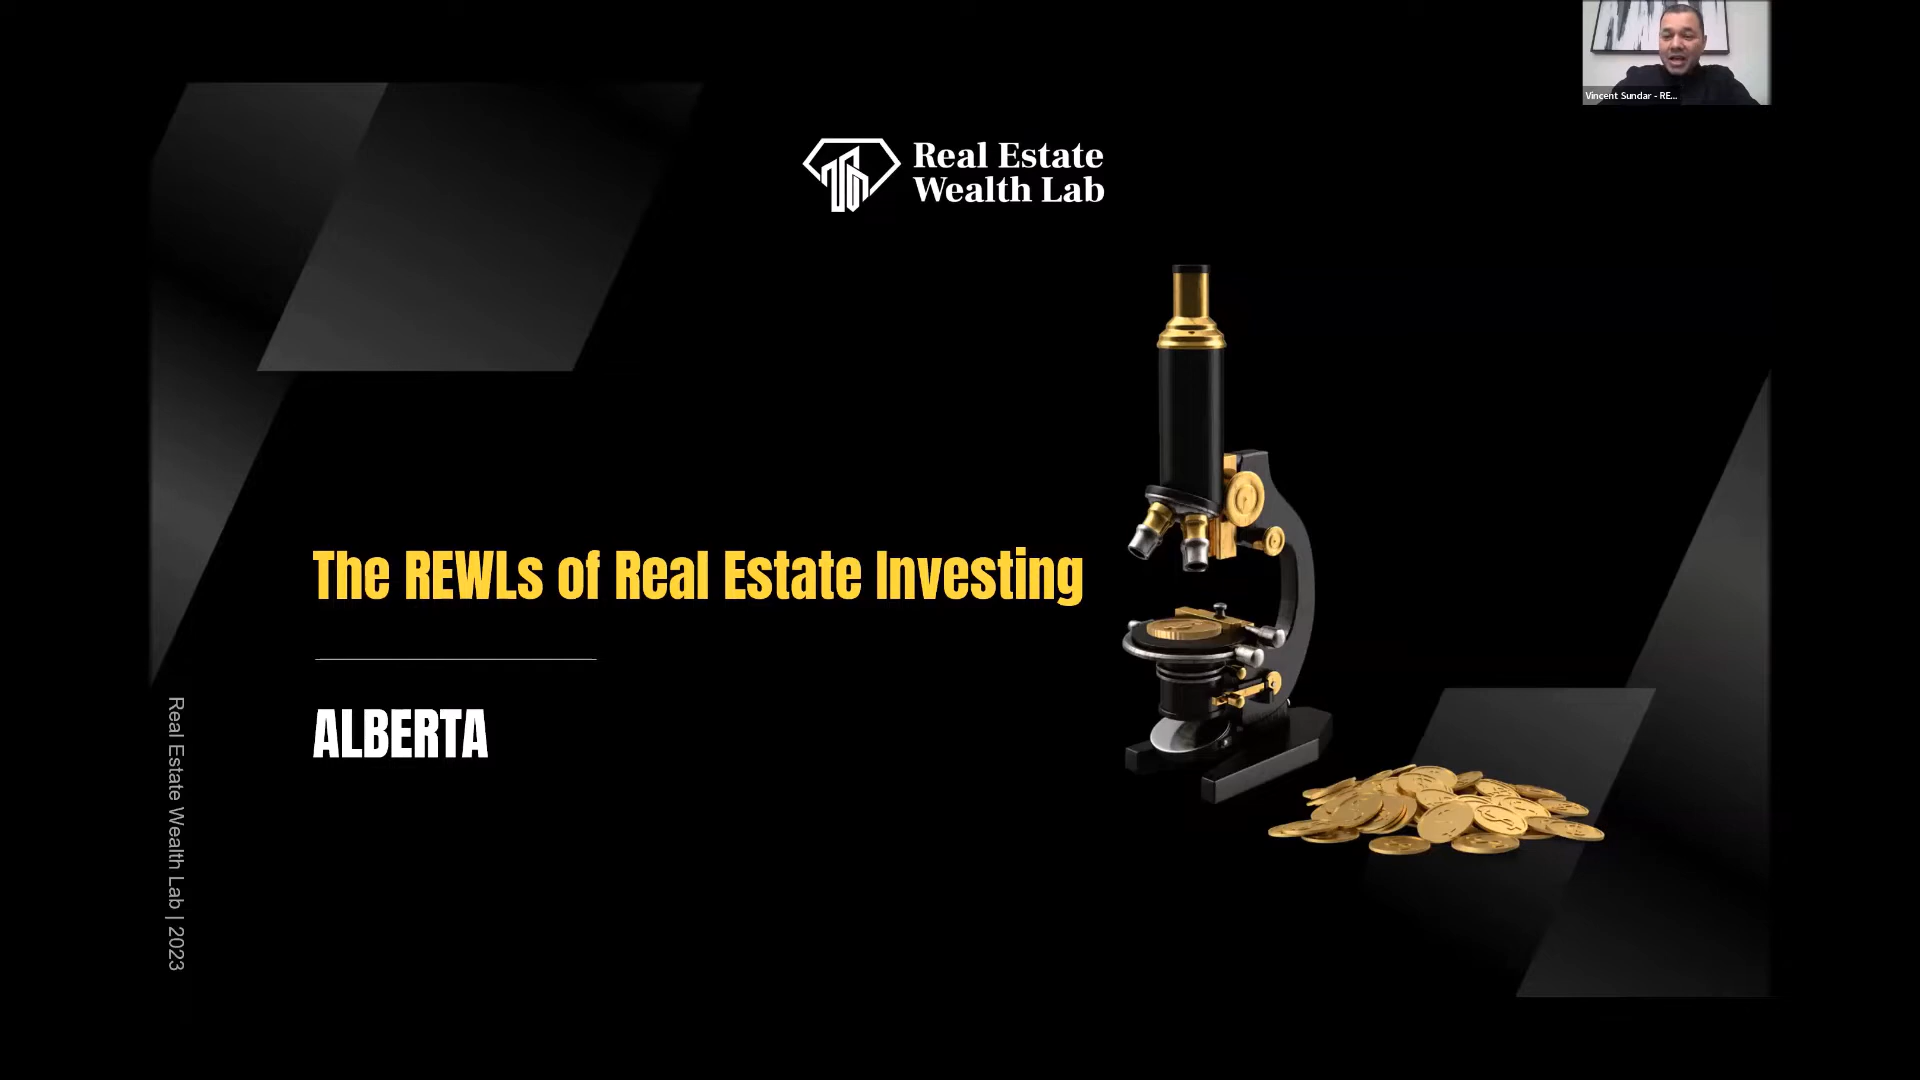 Vincent Sundar - RE...
Real Estate
Wealth Lab
The REWLs of Real Estate Investing
ALBERTA
Real Estate Wealth Lab | 2023